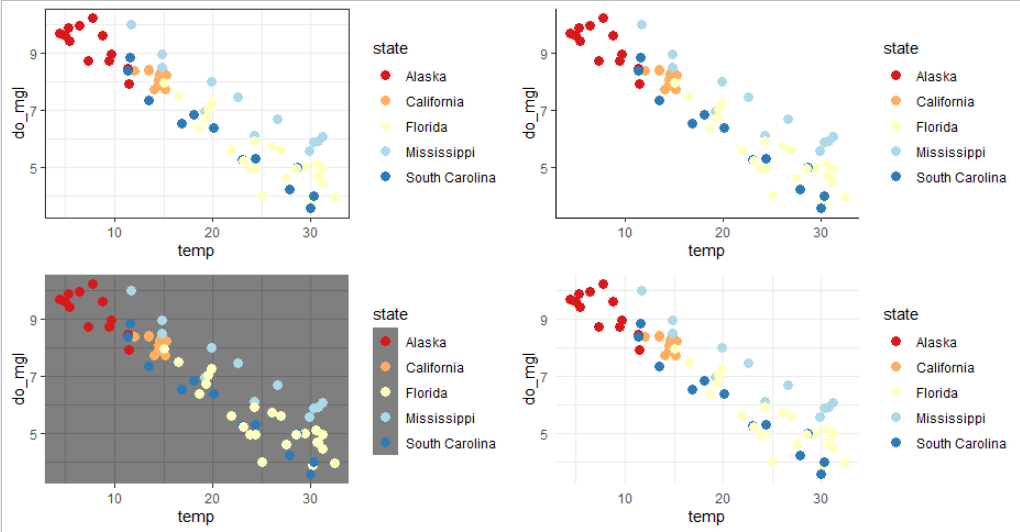 state
9
7
5
do_mgl
10 20 30
temp
Alaska
California
Florida
Mississippi
South Carolina
state
9
7
5
do_mgl
10 20 30
temp
Alaska
California
Florida
Mississippi
South Carolina
state
9
7
5
do_mgl
10 20 30
temp
Alaska
California
Florida
Mississippi
South Carolina
state
9
7
5
do_mgl
10 20 30
temp
Alaska
California
Florida
Mississippi
South Carolina